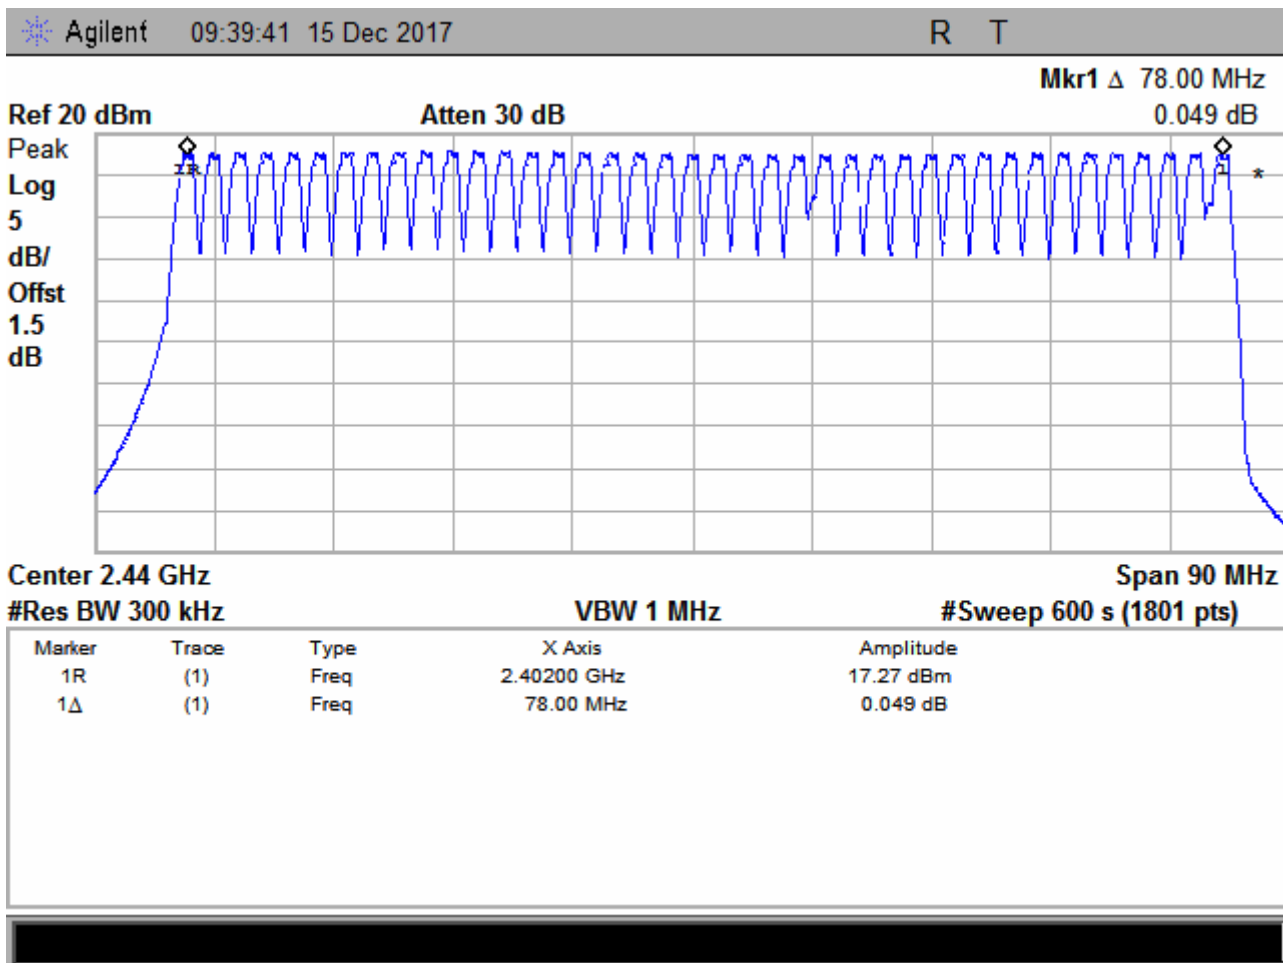 Agilent 09:39:41 15 Dec 2017 R T
Mkr1 Δ 78.00 MHz
Ref 20 dBm Atten 30 dB 0.049 dB
Peak
Log
5
dB/
Offst
1.5
dB
1R
1
*
Center 2.44 GHz Span 90 MHz
#Res BW 300 kHz VBW 1 MHz #Sweep 600 s (1801 pts)
Marker Trace Type X Axis Amplitude
1R (1) Freq 2.40200 GHz 17.27 dBm
1Δ (1) Freq 78.00 MHz 0.049 dB